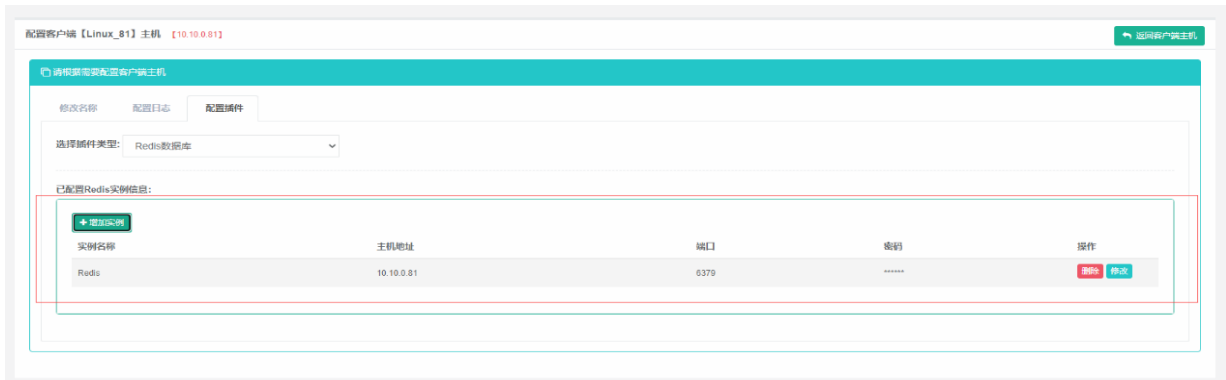 配置客户端【Linux_81】主机 【10.10.0.81】
返回客户端主机
请根据需要配置客户端主机
修改名称 配置日志 配置插件
选择插件类型: Redis数据库
已配置Redis实例信息:
+增加实例
实例名称 主机地址 端口 密码 操作
Redis 10.10.0.81 6379 ****** 删除 修改